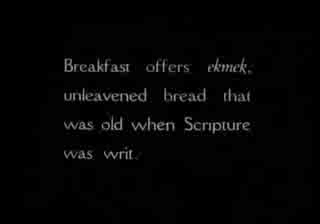 Breakfast offers ekmek,
unleavened bread that
was old when Scripture
was writ.